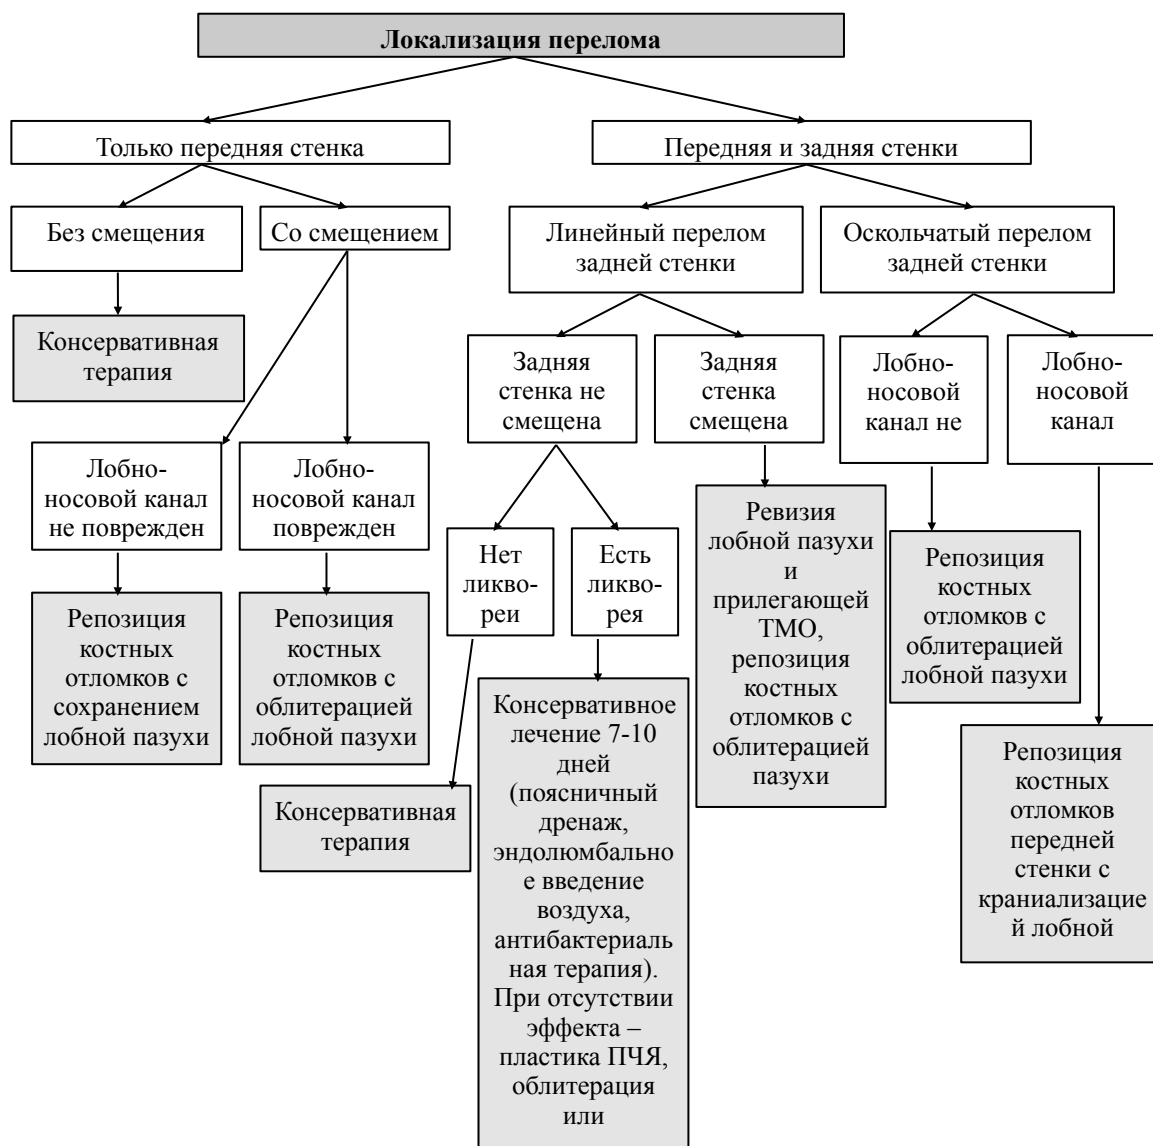 Локализация перелома
Только передняя стенка
Передняя и задняя стенки
Без смещения
Со смещением
Линейный перелом
задней стенки
Оскольчатый перелом
задней стенки
Консервативная
терапия
Задняя
стенка не
смещена
Задняя
стенка
смещена
Лобно-
носовой
канал не
Лобно-
носовой
канал
Лобно-
носовой канал
не поврежден
Лобно-
носовой канал
поврежден
Нет
ликво-
реи
Есть
ликво-
рея
Ревизия
лобной пазухи
и
прилегающей
ТМО,
репозиция
костных
отломков с
облитерацией
пазухи
Репозиция
костных
отломков с
облитерацией
лобной пазухи
Репозиция
костных
отломков с
сохранением
лобной пазухи
Репозиция
костных
отломков с
облитерацией
лобной пазухи
Консервативная
терапия
Консервативное
лечение 7-10
дней
(поясничный
дренаж,
эндолюмбально
е введение
воздуха,
антибактериаль
ная терапия).
При отсутствии
эффекта –
пластика ПЧЯ,
облитерация
или
Репозиция
костных
отломков
передней
стенки с
краниализацие
й лобной